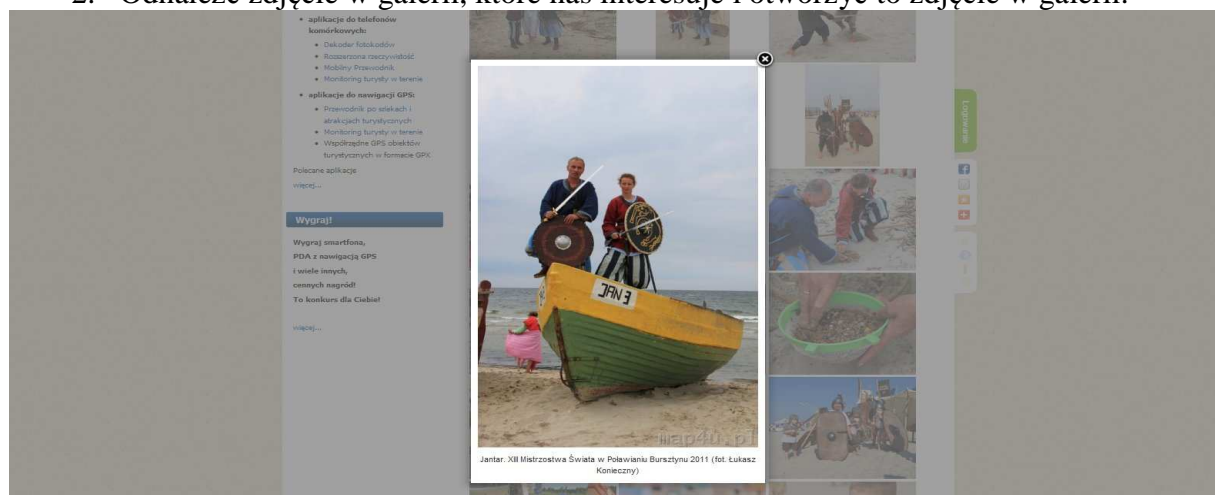 2. Odnaleźć zdjęcie w galerii, które nas interesuje i otworzyć to zdjęcie w galerii.
aplikacje do telefonów
komórkowych:
Dekoder fotokodów
Rozszerzona rzeczywistość
Mobilny Przewodnik
Monitoring turysty w terenie
aplikacje do nawigacji GPS:
Przewodnik po szlakach i
atrakcjach turystycznych
Monitoring turysty w terenie
Współrzędne GPS obiektów
turystycznych w formacie GPX
Polecane aplikacje
więcej...
Wygraj!
Wygraj smartfona,
PDA z nawigacją GPS
i wiele innych,
cennych nagród!
To konkurs dla Ciebie!
więcej...
JAN 3
map4u.pl
Jantar. XIII Mistrzostwa Świata w Poławianiu Bursztynu 2011 (fot. Łukasz
Konieczny)
Logowanie